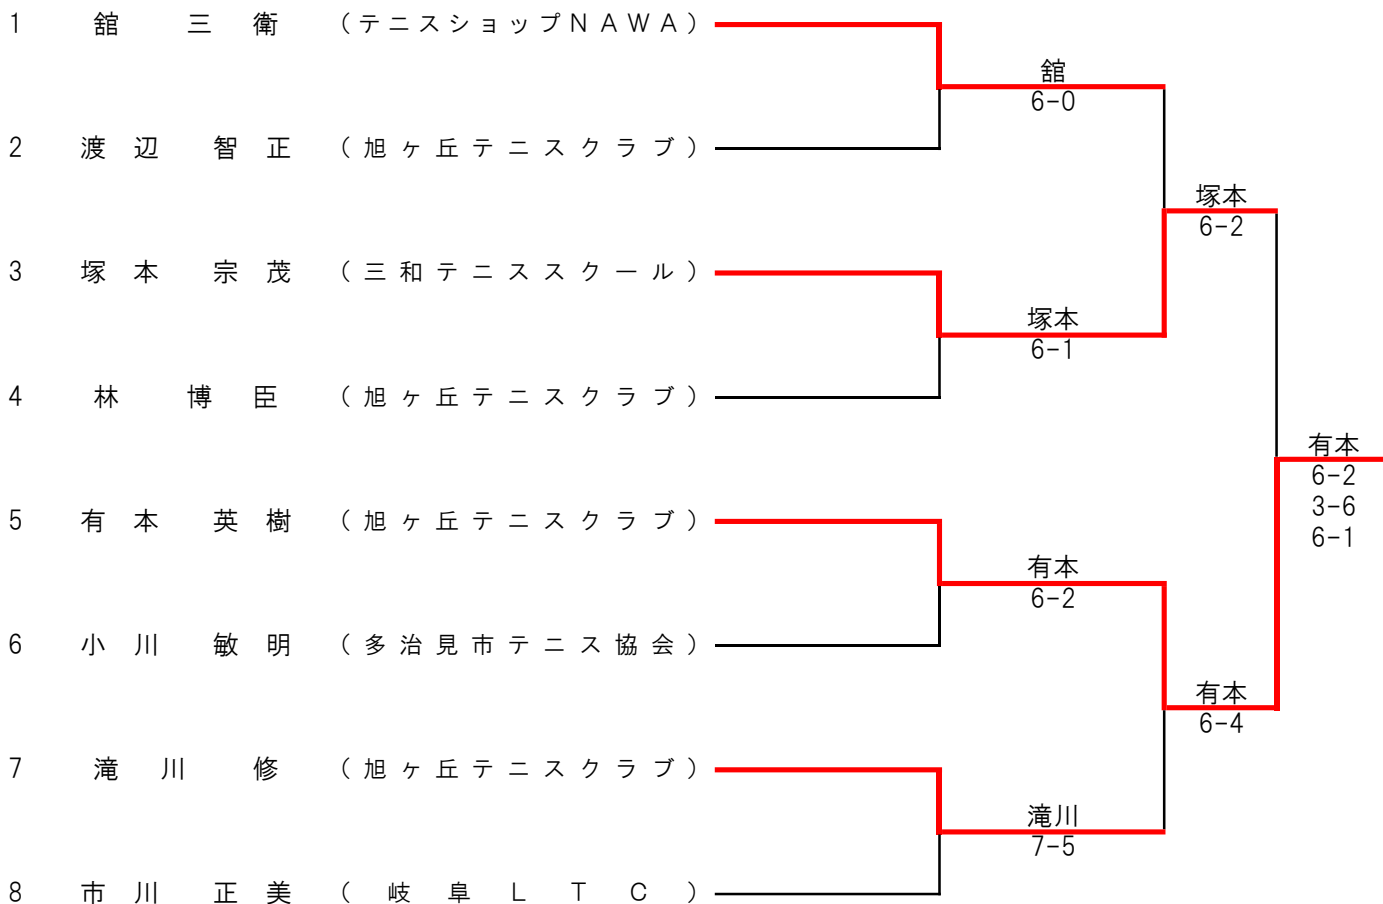 1 舘 三 衛 （テニスショップＮＡＷＡ）
舘
6-0
2 渡 辺 智 正 （旭ヶ丘テニスクラブ）
塚本
6-2
3 塚 本 宗 茂 （三和テニススクール）
塚本
6-1
4 林 博 臣 （旭ヶ丘テニスクラブ）
有本
6-2
3-6
6-1
5 有 本 英 樹 （旭ヶ丘テニスクラブ）
有本
6-2
6 小 川 敏 明 （多治見市テニス協会）
有本
6-4
7 滝 川 修 （旭ヶ丘テニスクラブ）
滝川
7-5
8 市 川 正 美 （岐阜ＬＴＣ）